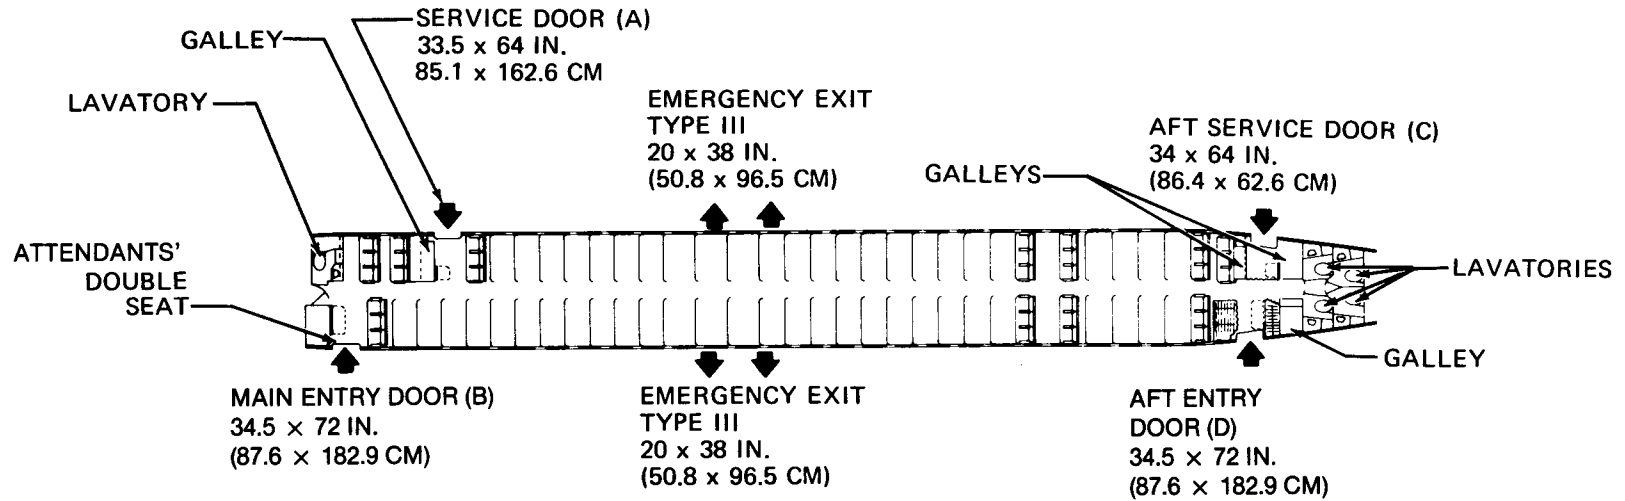 SERVICE DOOR (A)
33.5 x 64 IN.
85.1 x 162.6 CM
GALLEY
LAVATORY
EMERGENCY EXIT
TYPE III
20 x 38 IN.
(50.8 x 96.5 CM)
AFT SERVICE DOOR (C)
34 x 64 IN.
(86.4 x 62.6 CM)
GALLEYS
ATTENDANTS'
DOUBLE
SEAT
LAVATORIES
GALLEY
MAIN ENTRY DOOR (B)
34.5 × 72 IN.
(87.6 × 182.9 CM)
EMERGENCY EXIT
TYPE III
20 x 38 IN.
(50.8 x 96.5 CM)
AFT ENTRY
DOOR (D)
34.5 × 72 IN.
(87.6 × 182.9 CM)